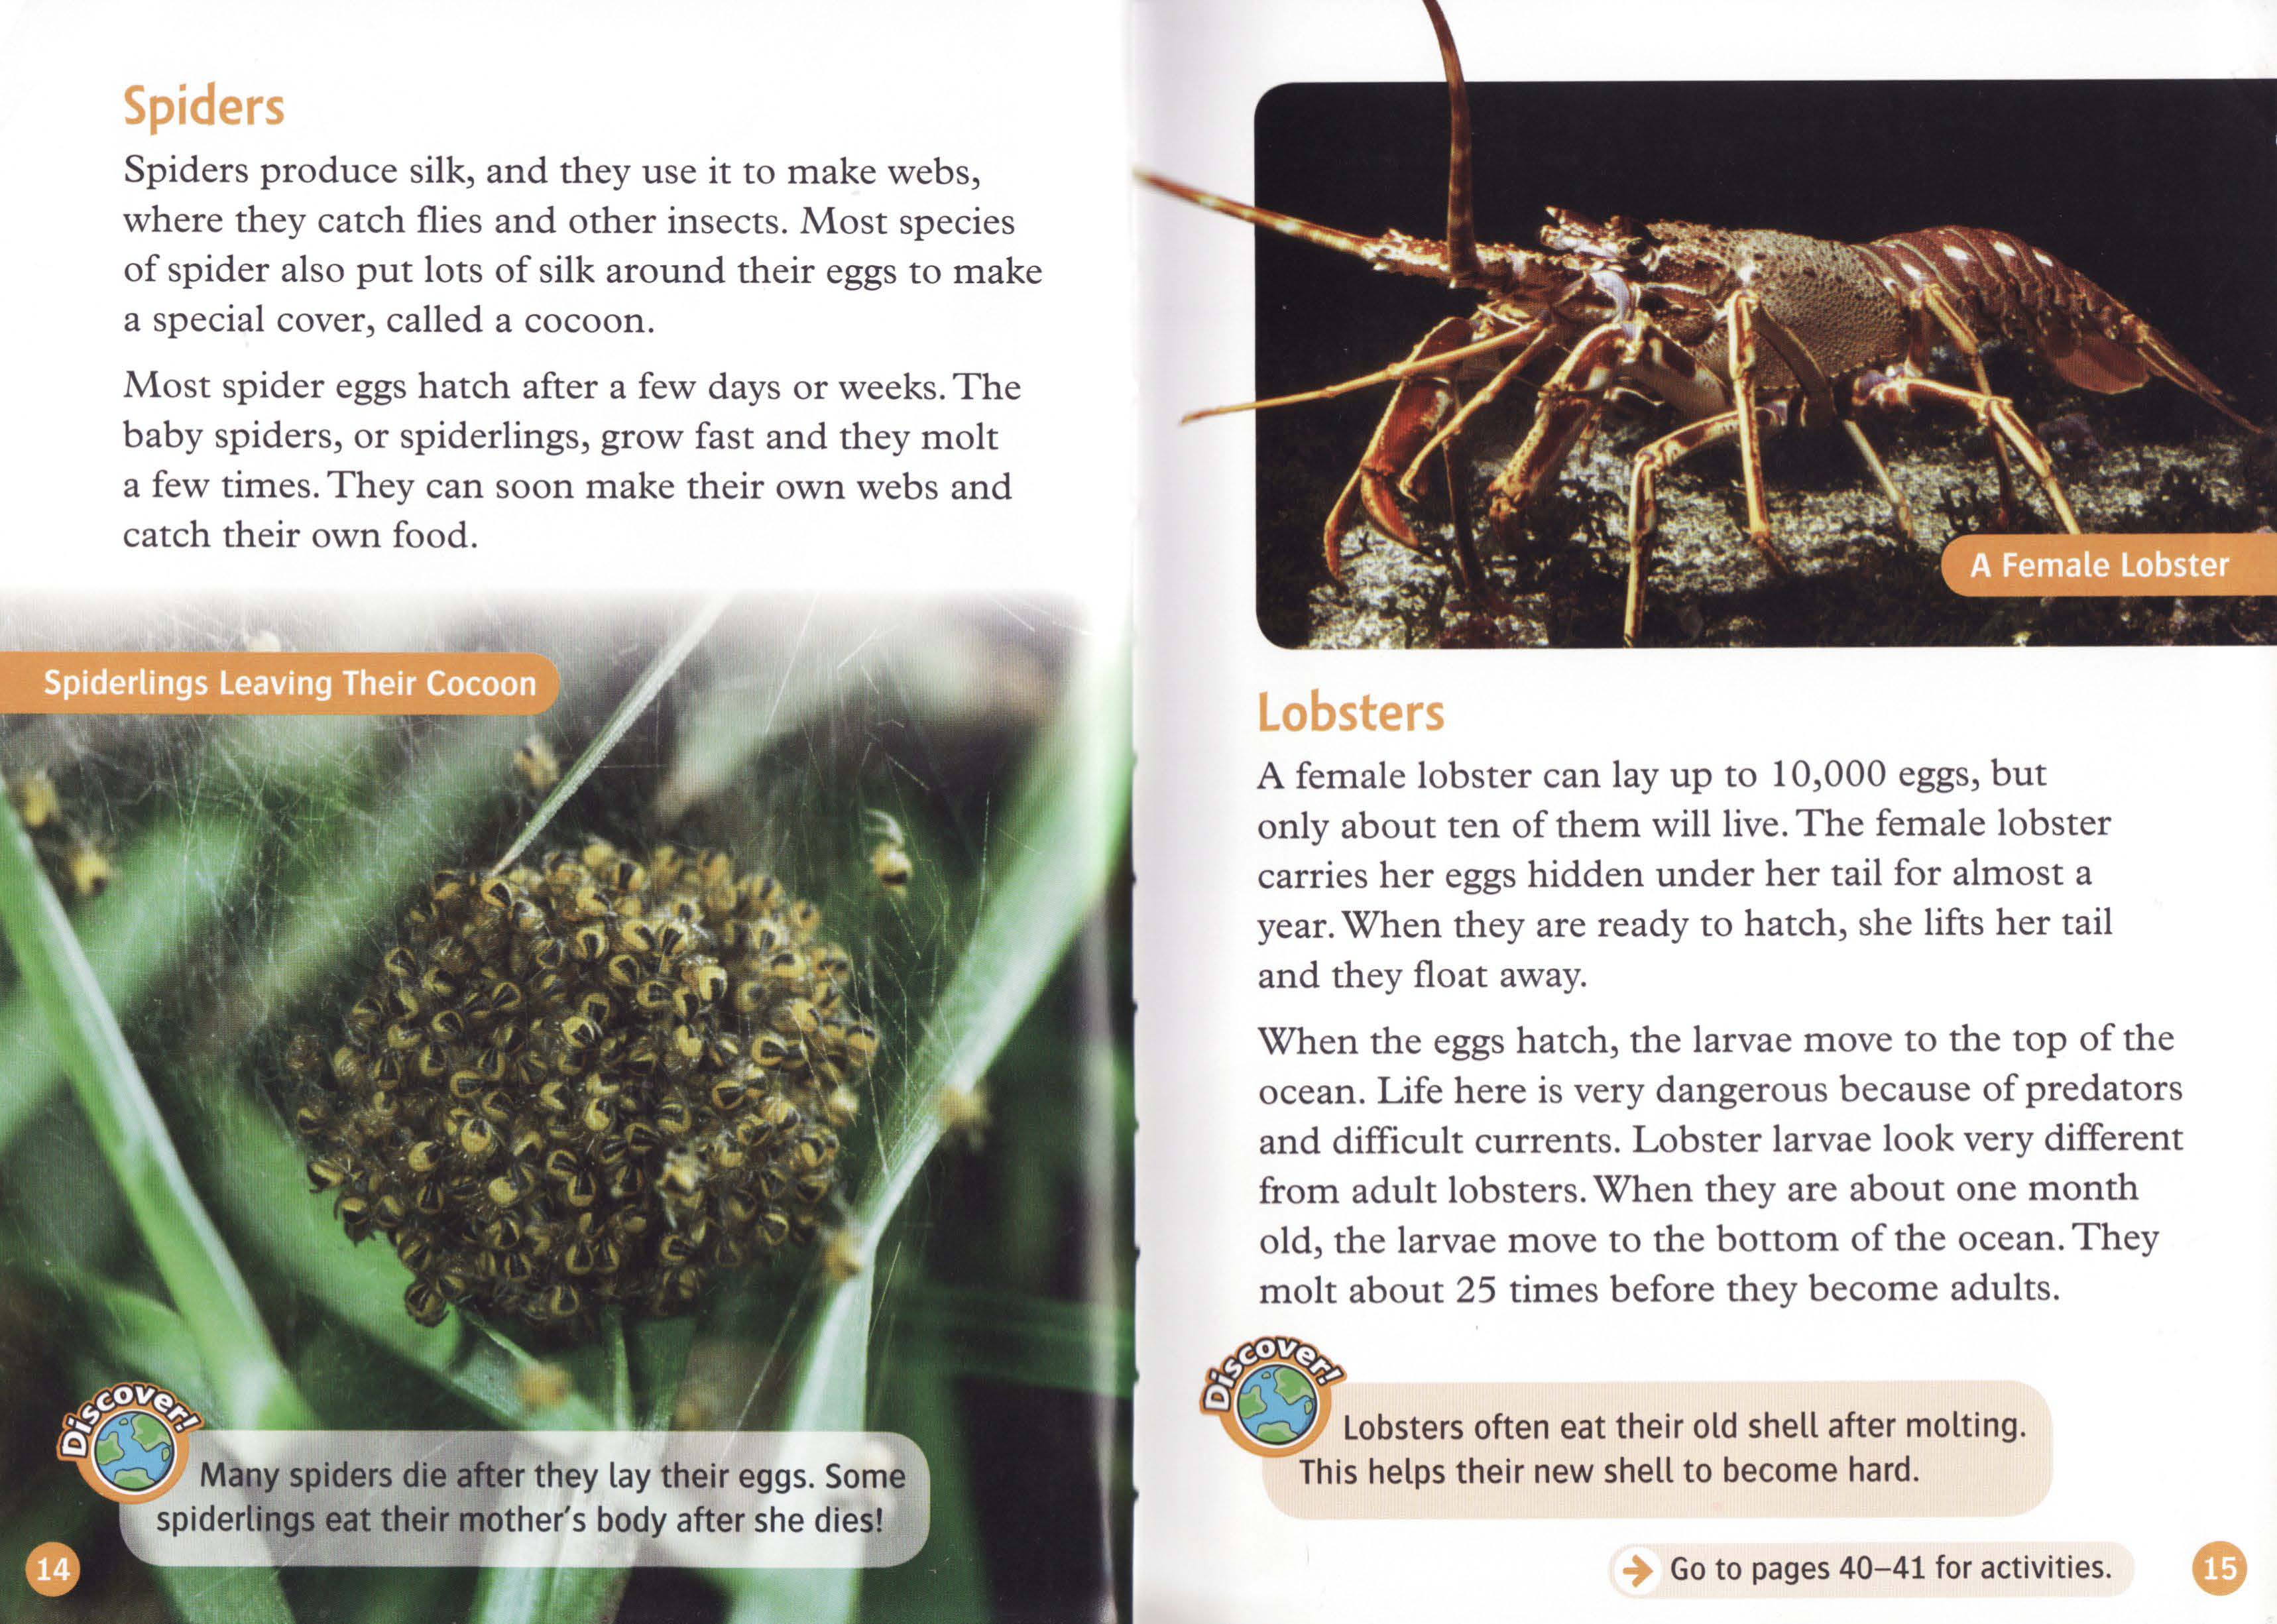 Spiders
Spiders produce silk, and they use it to make webs,
where they catch flies and other insects. Most species
of spider also put lots of silk around their eggs to make
a special cover, called a cocoon.
Most spider eggs hatch after a few days or weeks. The
baby spiders, or spiderlings, grow fast and they molt
a few times. They can soon make their own webs and
catch their own food.
Spiderlings Leaving Their Cocoon
Discover!
Many spiders die after they lay their eggs. Some
spiderlings eat their mother's body after she dies!
14
A Female Lobster
Lobsters
A female lobster can lay up to 10,000 eggs, but
only about ten of them will live. The female lobster
carries her eggs hidden under her tail for almost a
year. When they are ready to hatch, she lifts her tail
and they float away.
When the eggs hatch, the larvae move to the top of the
ocean. Life here is very dangerous because of predators
and difficult currents. Lobster larvae look very different
from adult lobsters. When they are about one month
old, the larvae move to the bottom of the ocean. They
molt about 25 times before they become adults.
Discover!
Lobsters often eat their old shell after molting.
This helps their new shell to become hard.
Go to pages 40–41 for activities.
15